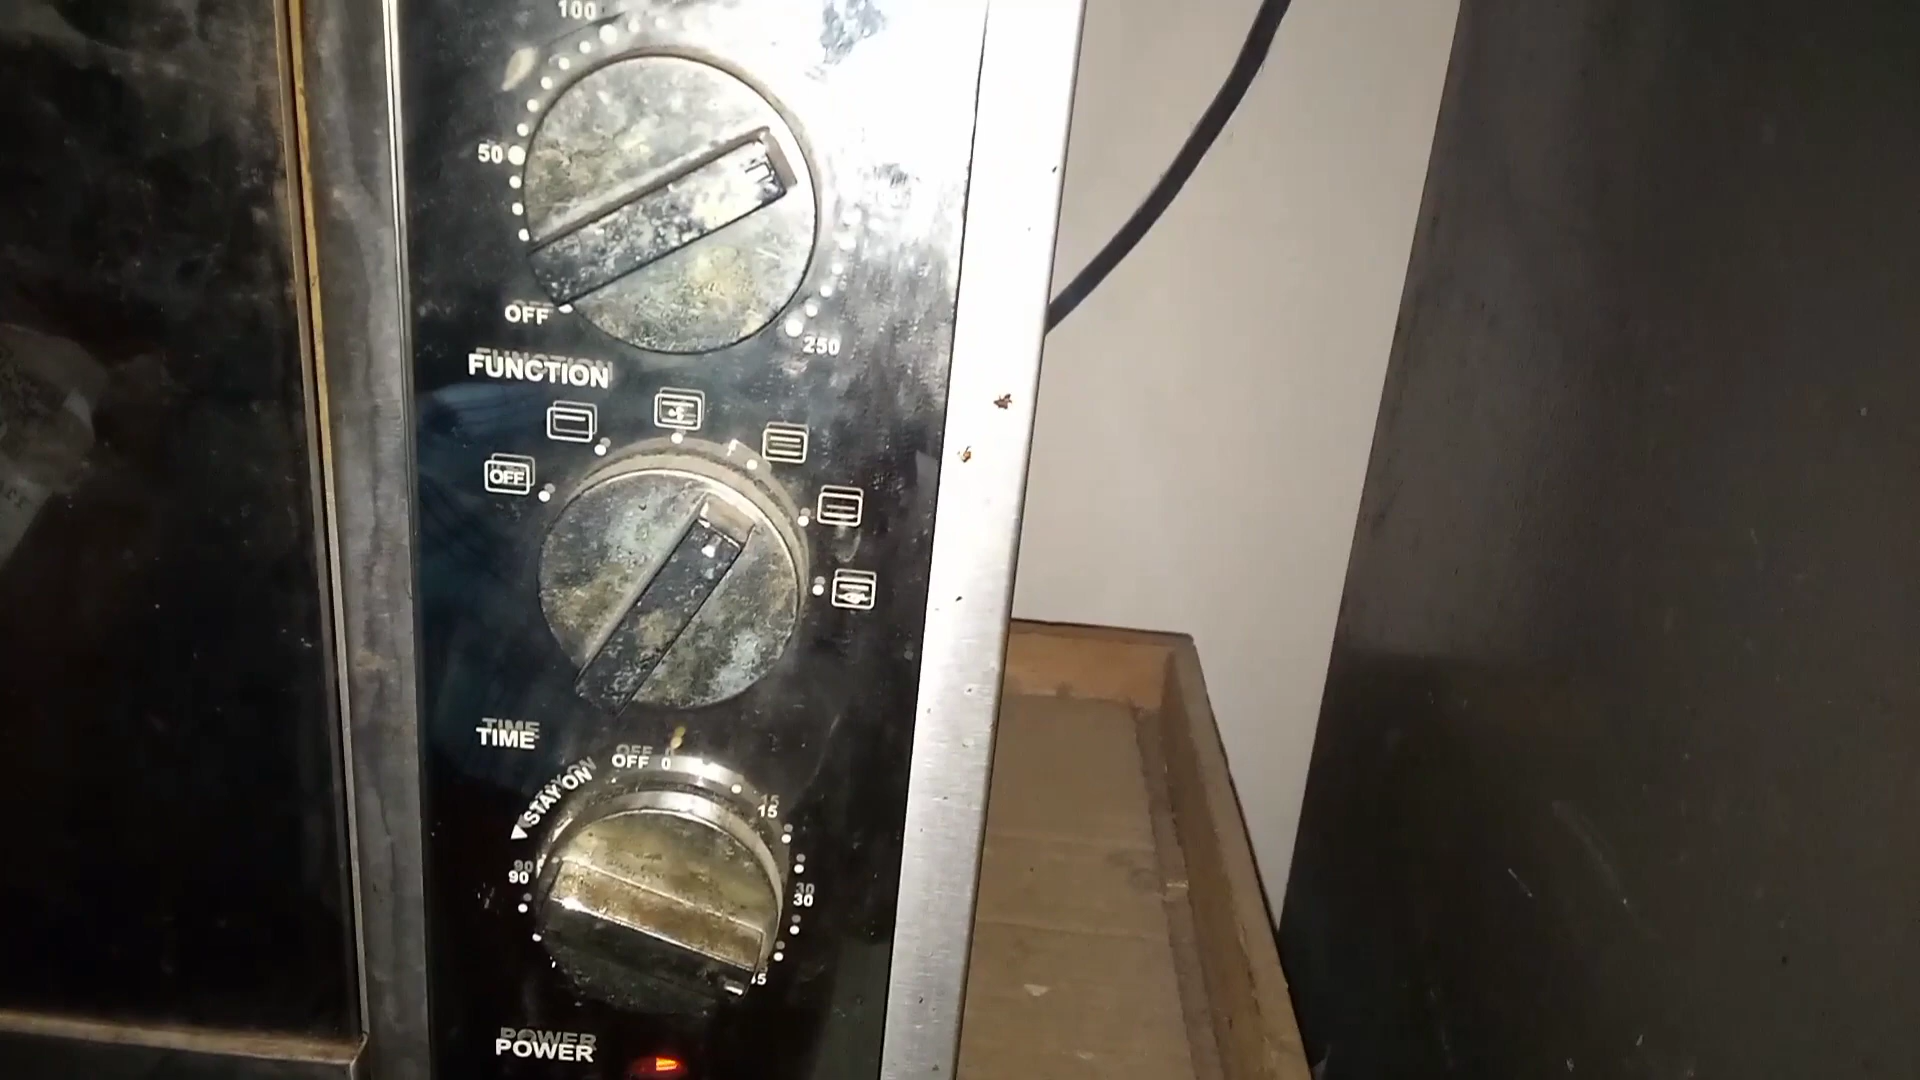 100
50
OFF
250
FUNCTION
OFF
TIME
OFF 0
STAY ON
15
90
30
POWER